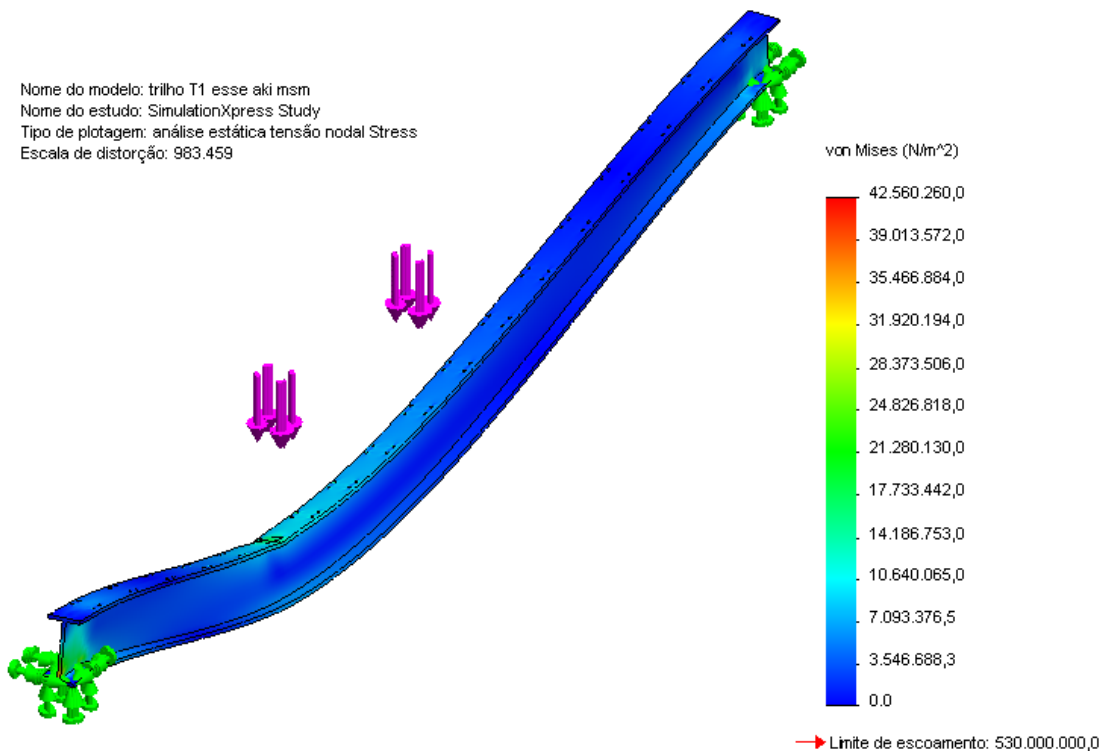 Nome do modelo: trilho T1 esse aki msm
Nome do estudo: SimulationXpress Study
Tipo de plotagem: análise estática tensão nodal Stress
Escala de distorção: 983.459
von Mises (N/m^2)
42.560.260,0
39.013.572,0
35.466.884,0
31.920.194,0
28.373.506,0
24.826.818,0
21.280.130,0
17.733.442,0
14.186.753,0
10.640.065,0
7.093.376,5
3.546.688,3
0.0
Limite de escoamento: 530.000.000,0